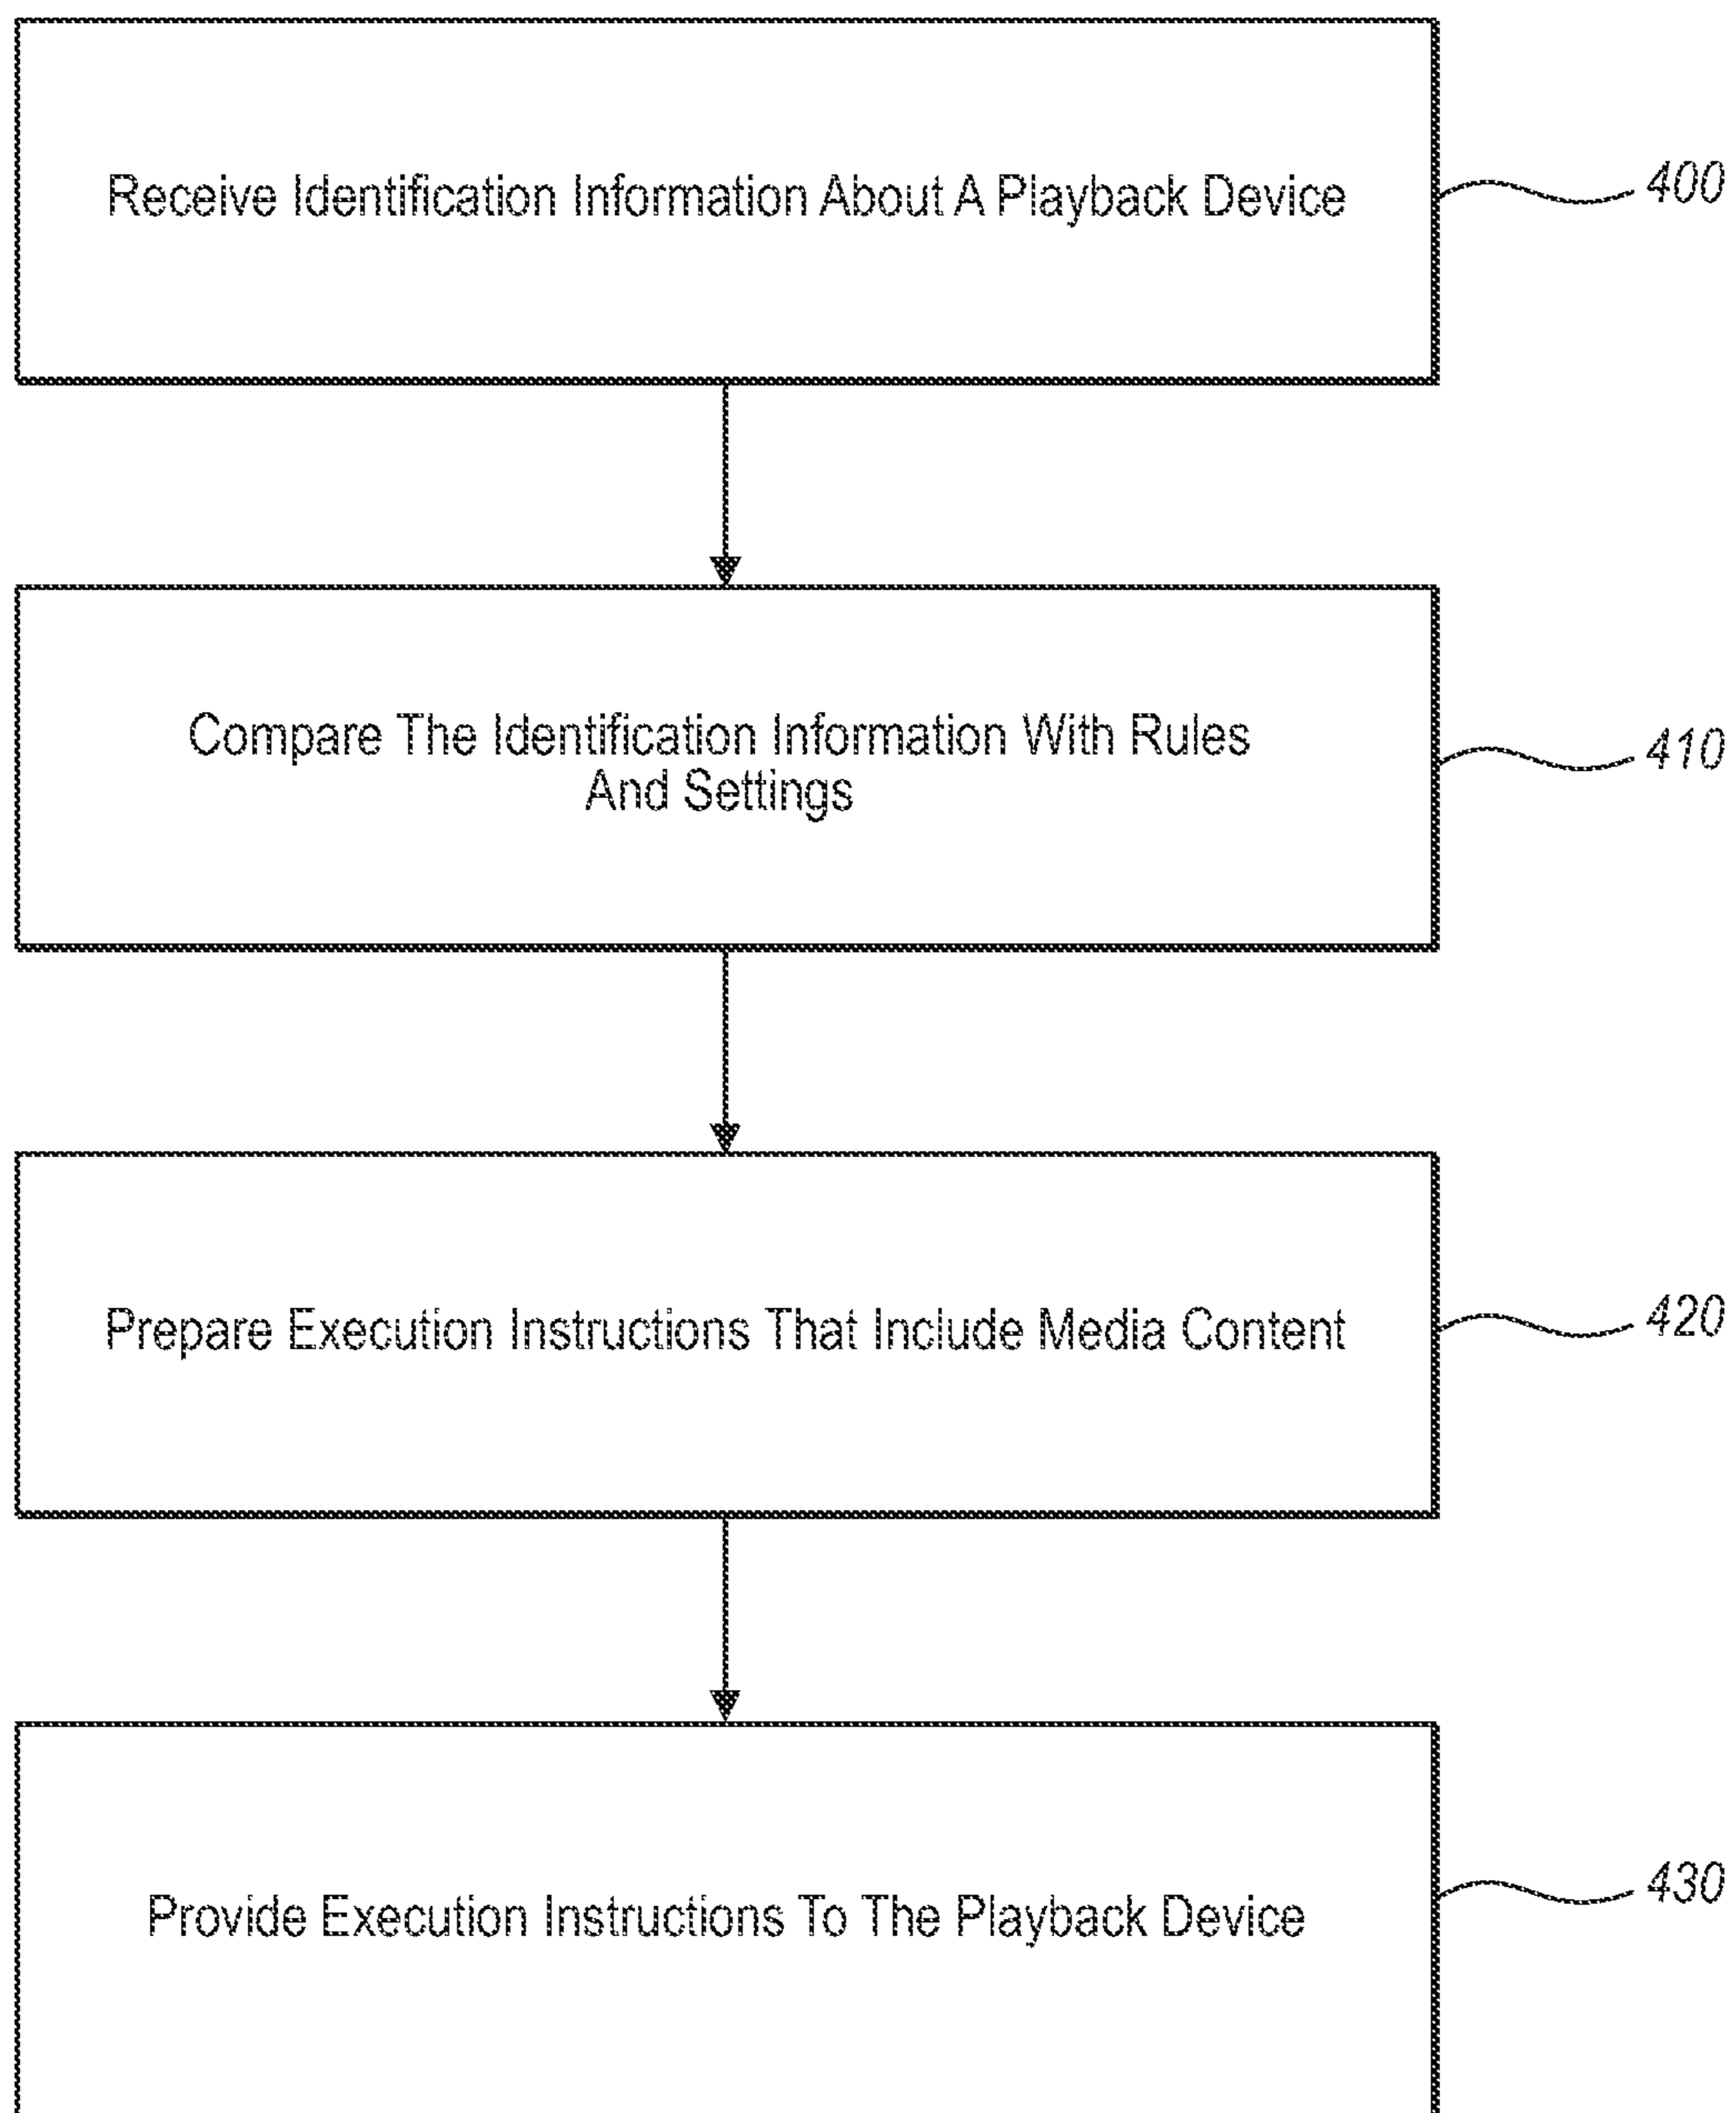 Receive Identification Information About A Playback Device
400
Compare The Identification Information With Rules
And Settings
410
Prepare Execution Instructions That Include Media Content
420
Provide Execution Instructions To The Playback Device
430